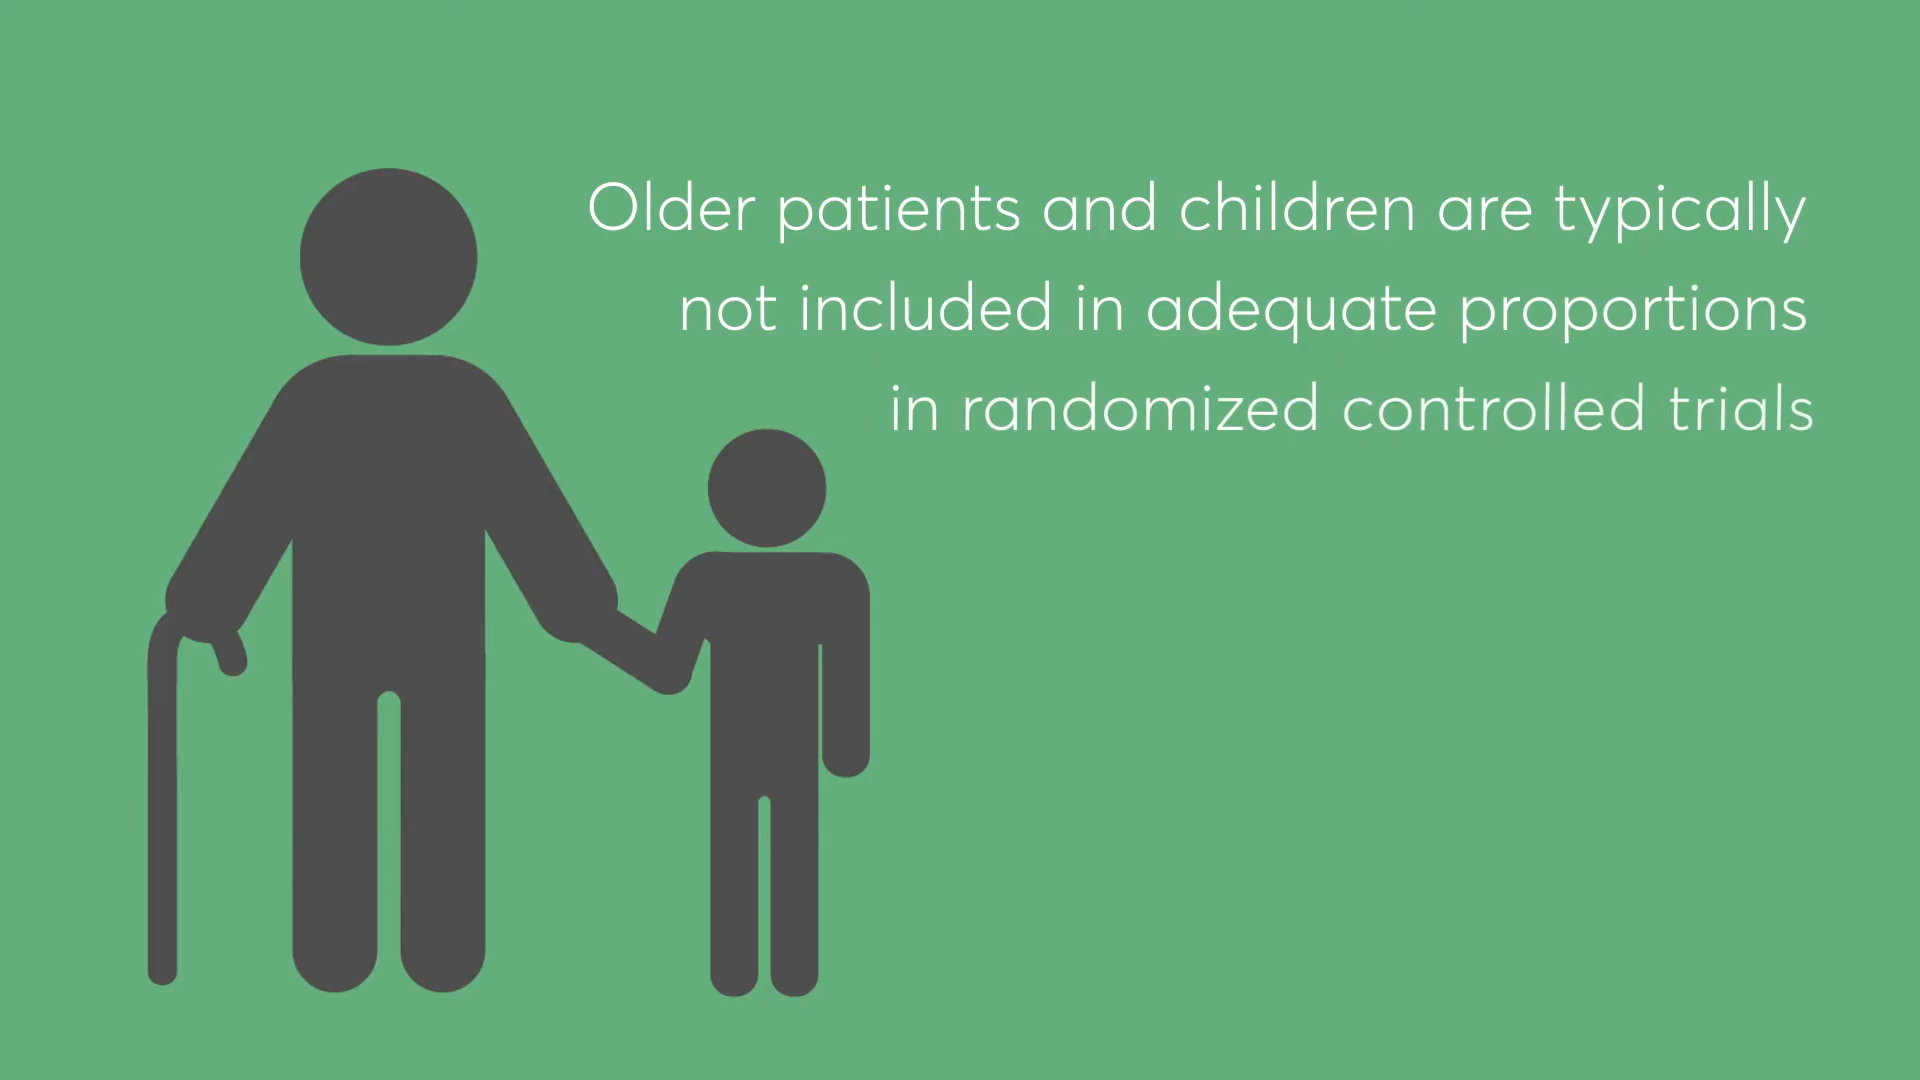 Older patients and children are typically
not included in adequate proportions
in randomized controlled trials